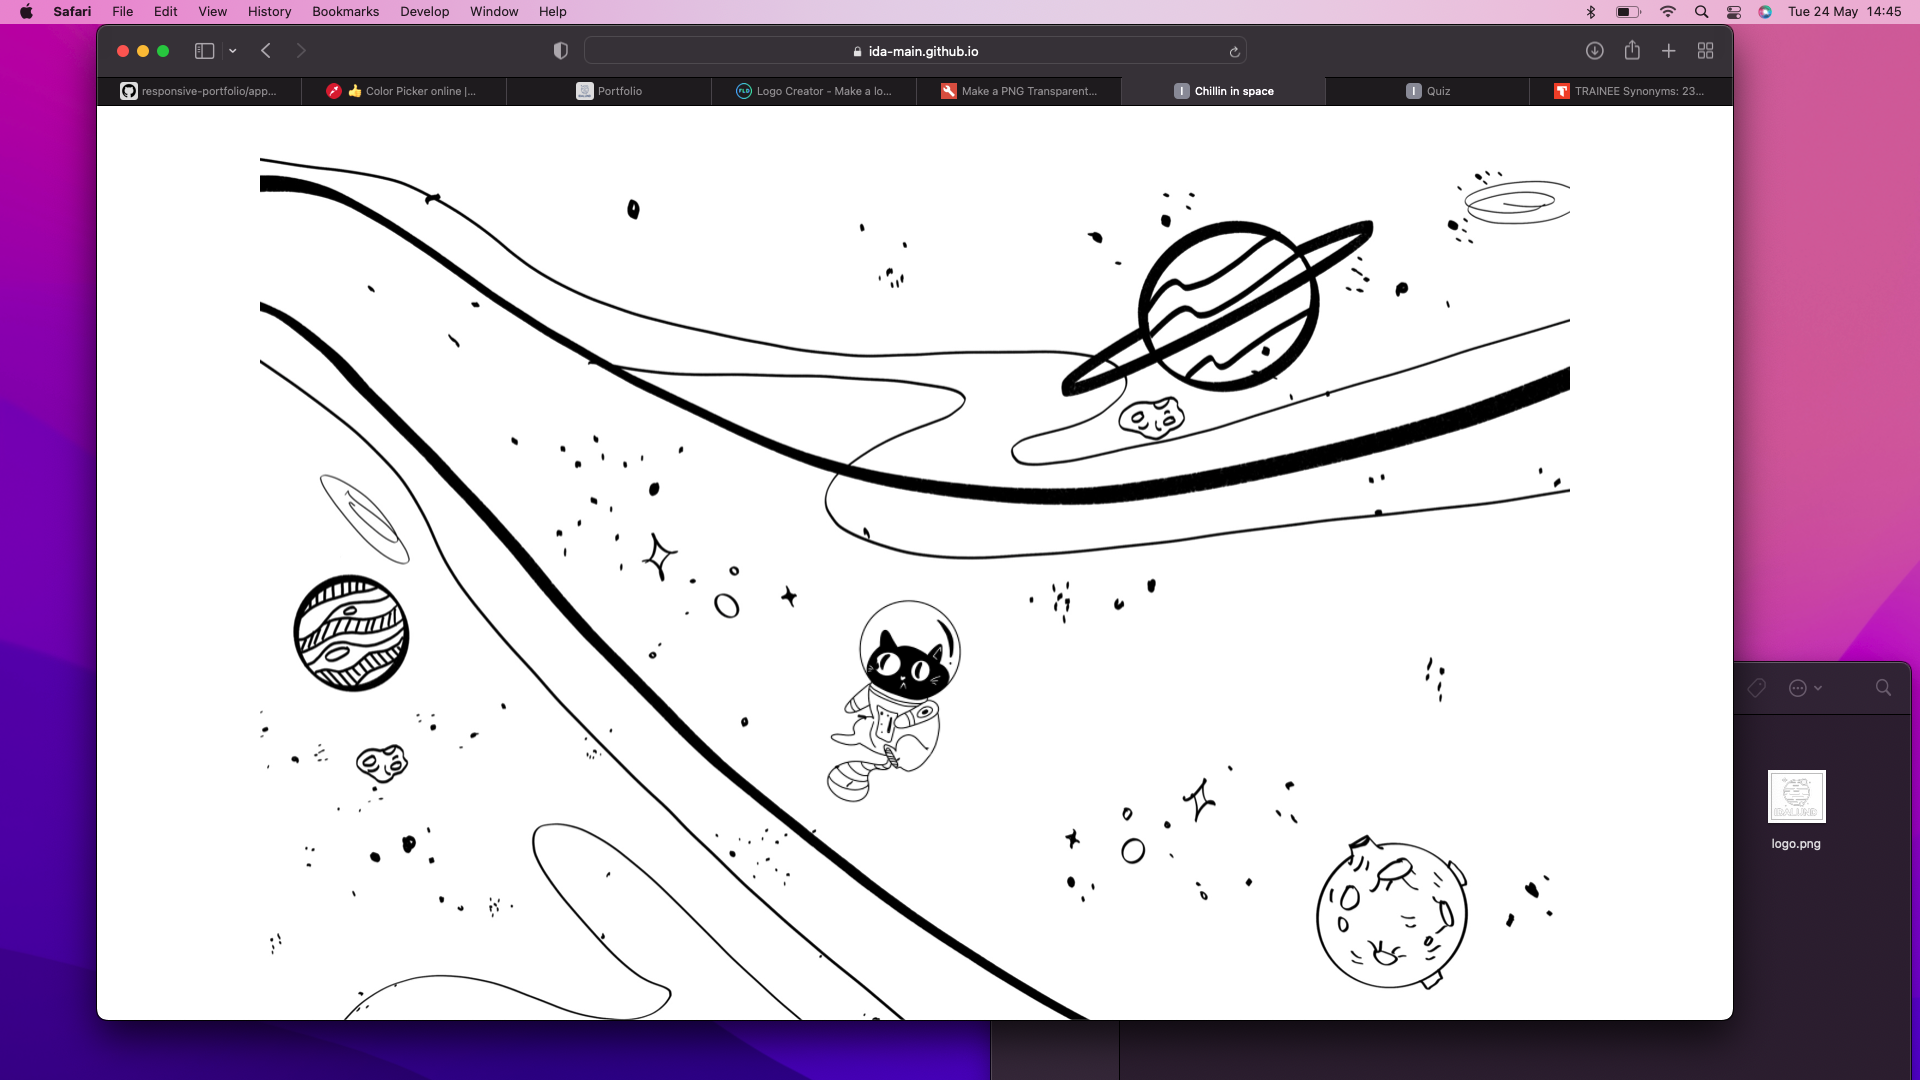 Safari File Edit View History Bookmarks Develop Window Help Tue 24 May 14:45
ida-main.github.io
responsive-portfolio/app... 👍 Color Picker online |... Portfolio Logo Creator - Make a lo... Make a PNG Transparent... I Chillin in space I Quiz T TRAINEE Synonyms: 23...
logo.png